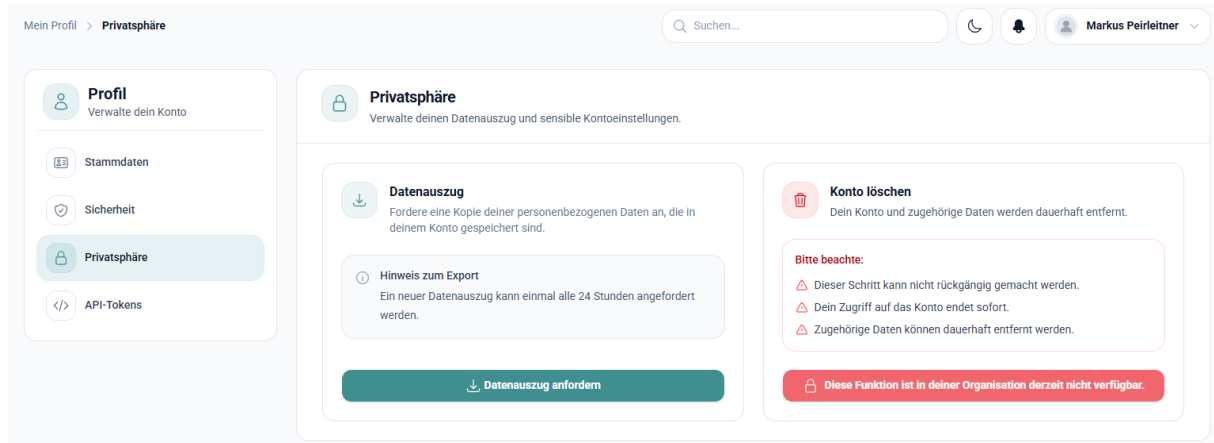 Mein Profil > Privatsphäre
Suchen...
Markus Peirleitner
Profil
Verwalte dein Konto
Stammdaten
Sicherheit
Privatsphäre
API-Tokens
Privatsphäre
Verwalte deinen Datenauszug und sensible Kontoeinstellungen.
Datenauszug
Fordere eine Kopie deiner personenbezogenen Daten an, die in
deinem Konto gespeichert sind.
Hinweis zum Export
Ein neuer Datenauszug kann einmal alle 24 Stunden angefordert
werden.
Datenauszug anfordern
Konto löschen
Dein Konto und zugehörige Daten werden dauerhaft entfernt.
Bitte beachte:
Dieser Schritt kann nicht rückgängig gemacht werden.
Dein Zugriff auf das Konto endet sofort.
Zugehörige Daten können dauerhaft entfernt werden.
Diese Funktion ist in deiner Organisation derzeit nicht verfügbar.